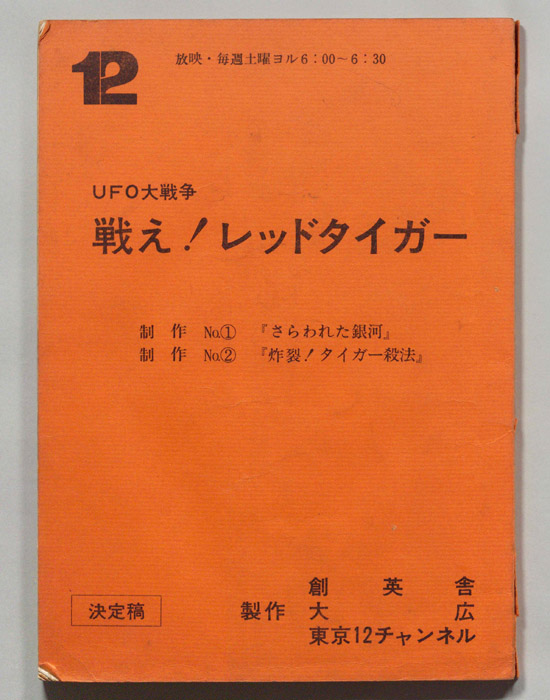 12
放映・毎週土曜ヨル6：00～6：30
UFO大戦争
戦え！レッドタイガー
制作 No.① 『さらわれた銀河』
制作 No.② 『炸裂！タイガー殺法』
決定稿
創英舎
製作 大広
東京12チャンネル